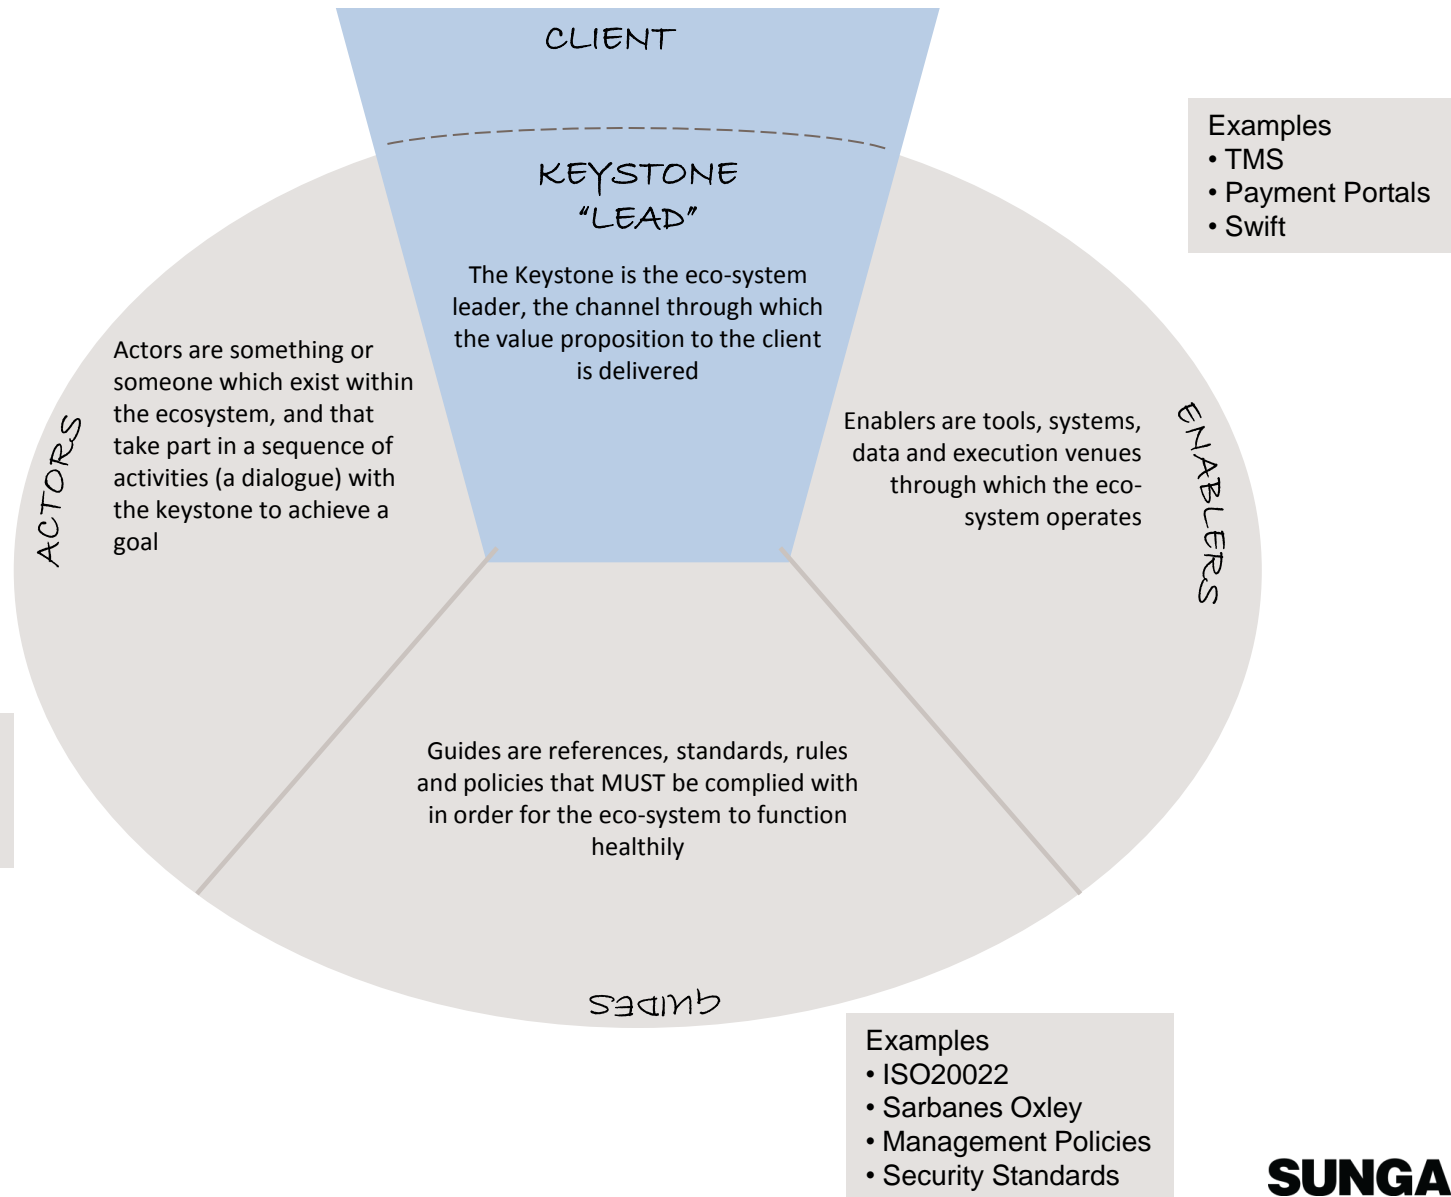 CLIENT
KEYSTONE
"LEAD"
The Keystone is the eco-system
leader, the channel through which
the value proposition to the client
is delivered
Examples
• TMS
• Payment Portals
• Swift
ACTORS
Actors are something or
someone which exist within
the ecosystem, and that
take part in a sequence of
activities (a dialogue) with
the keystone to achieve a
goal
Enablers are tools, systems,
data and execution venues
through which the eco-
system operates
ENABLERS
Guides are references, standards, rules
and policies that MUST be complied with
in order for the eco-system to function
healthily
GUIDES
Examples
• ISO20022
• Sarbanes Oxley
• Management Policies
• Security Standards
SUNGA